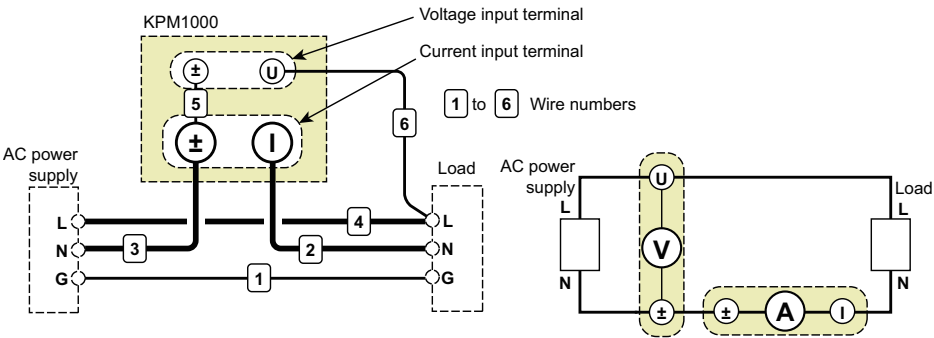 Voltage input terminal
KPM1000
Current input terminal
± U
5
1 to 6 Wire numbers
6
± I
AC power
supply
Load
L 4 L
N 3 2 N
G 1 G
AC power
supply
U
Load
L L
V
N N
± ± A I